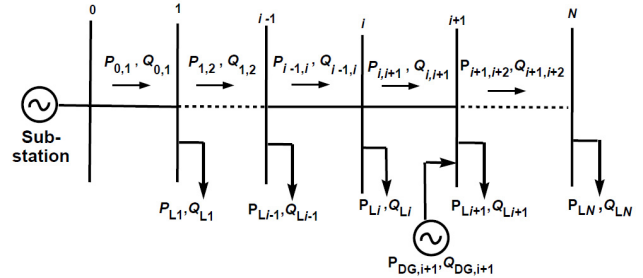 0 1 i -1 i i+1 N
P0,1 , Q0,1 P1,2 , Q1,2 Pi -1,i , Qi -1,i Pi,i+1 , Qi,i+1 Pi+1,i+2 ,Qi+1,i+2
Sub-
station
PL1 ,QL1 PLi-1 ,QLi-1 PLi ,QLi PLi+1 ,QLi+1 PLN ,QLN
PDG,i+1 ,QDG,i+1